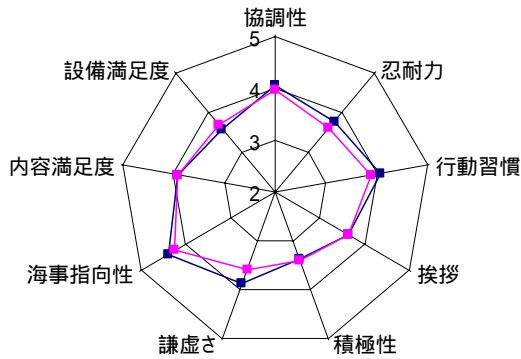 協調性
5
設備満足度
忍耐力
4
3
内容満足度
行動習慣
2
海事指向性
挨拶
謙虚さ
積極性